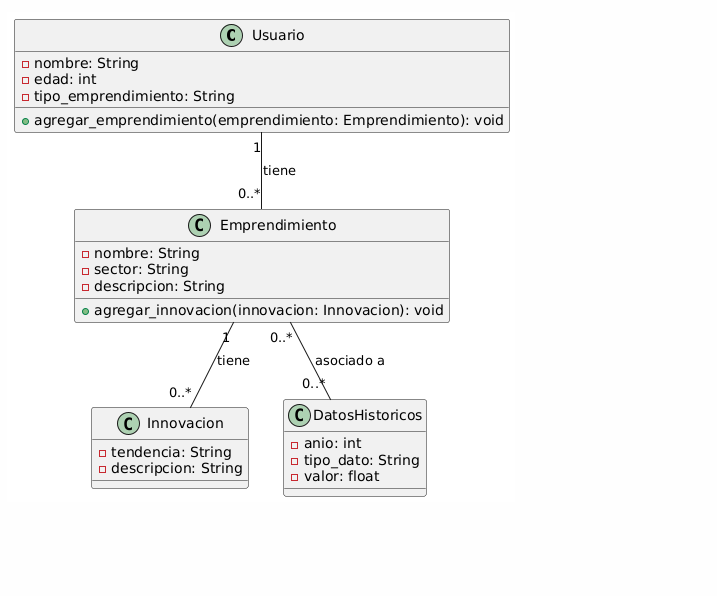 C Usuario
nombre: String
edad: int
tipo_emprendimiento: String
agregar_emprendimiento(emprendimiento: Emprendimiento): void
1
tiene
0..*
C Emprendimiento
nombre: String
sector: String
descripcion: String
agregar_innovacion(innovacion: Innovacion): void
1
0..*
tiene
asociado a
0..*
0..*
C Innovacion
tendencia: String
descripcion: String
C DatosHistoricos
anio: int
tipo_dato: String
valor: float